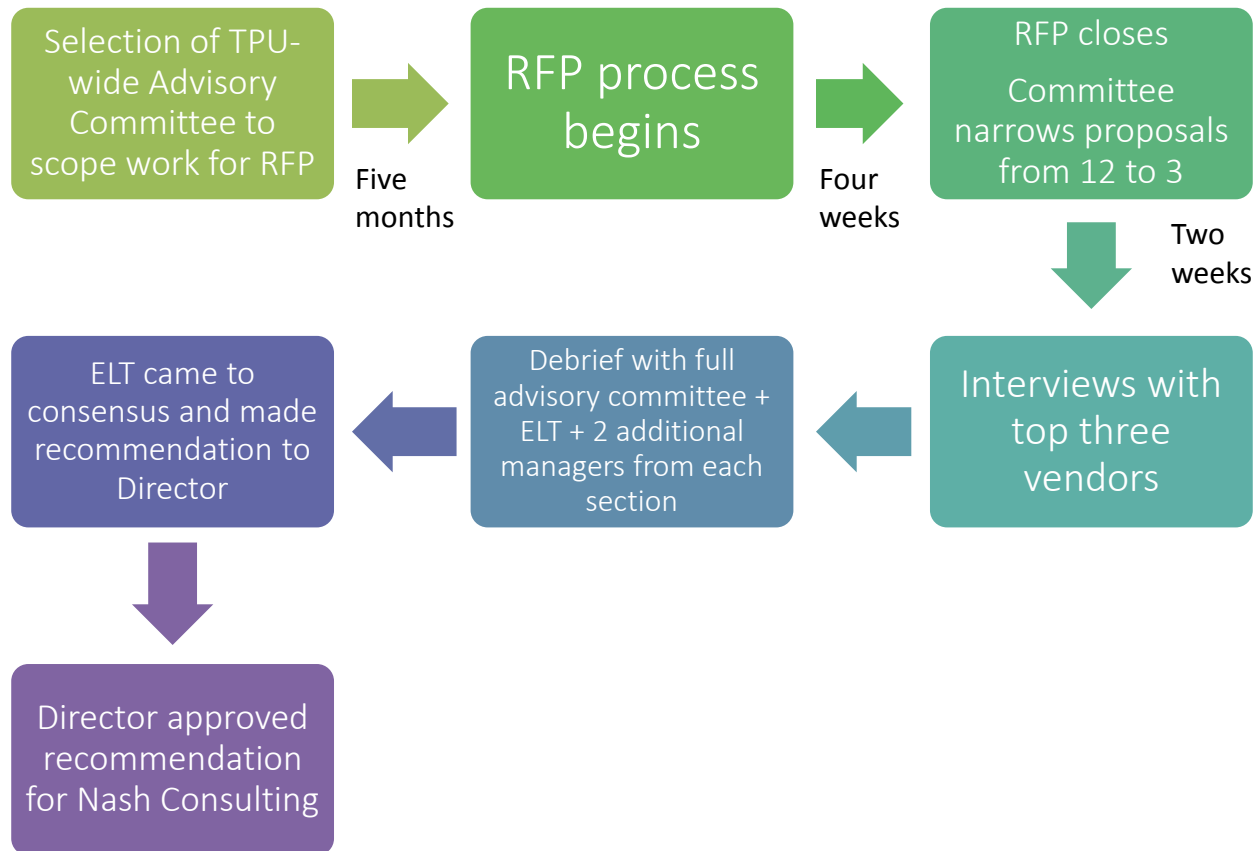 Selection of TPU-
wide Advisory
Committee to
scope work for RFP
Five
months
RFP process
begins
Four
weeks
RFP closes
Committee
narrows proposals
from 12 to 3
Two
weeks
Interviews with
top three
vendors
Debrief with full
advisory committee +
ELT + 2 additional
managers from each
section
ELT came to
consensus and made
recommendation to
Director
Director approved
recommendation
for Nash Consulting